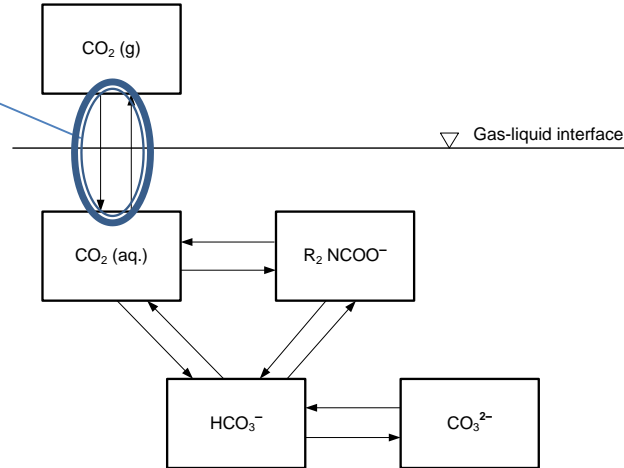 CO₂ (g)
Gas-liquid interface
CO₂ (aq.)
R₂ NCOO⁻
HCO₃⁻
CO₃²⁻